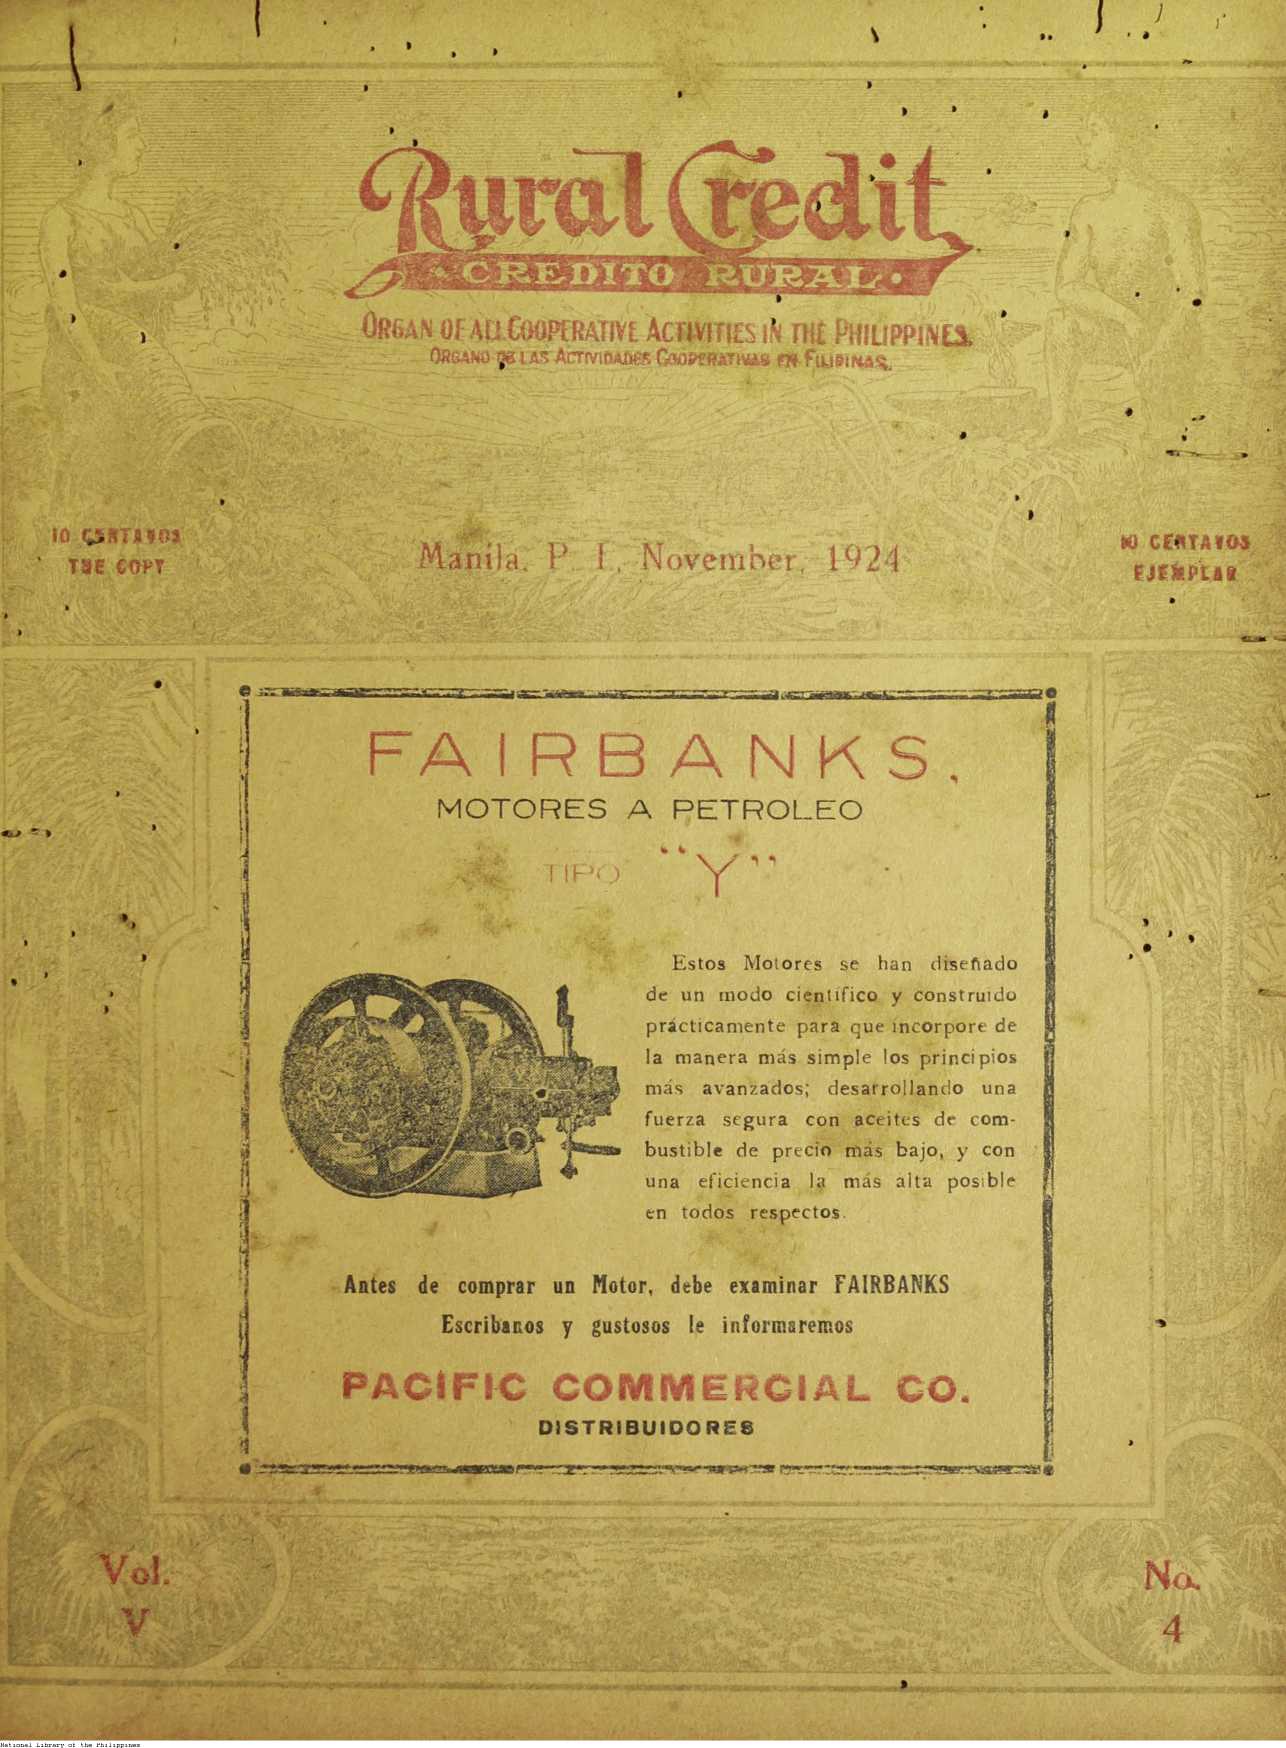 Rural Credit
CREDITO RURAL
ORGAN OF ALL COOPERATIVE ACTIVITIES IN THE PHILIPPINES.
ORGANO DE LAS ACTIVIDADES COOPERATIVAS EN FILIPINAS.
10 CENTAVOS
THE COPY
Manila, P. I., November, 1924
10 CENTAVOS
EJEMPLAR
FAIRBANKS,
MOTORES A PETROLEO
TIPO "Y"
Estos Motores se han diseñado
de un modo científico y construido
prácticamente para que incorpore de
la manera más simple los principios
más avanzados; desarrollando una
fuerza segura con aceites de com-
bustible de precio más bajo, y con
una eficiencia la más alta posible
en todos respectos.
Antes de comprar un Motor, debe examinar FAIRBANKS
Escribanos y gustosos le informaremos
PACIFIC COMMERCIAL CO.
DISTRIBUIDORES
Vol.
V
No.
4
National Library of the Philippines